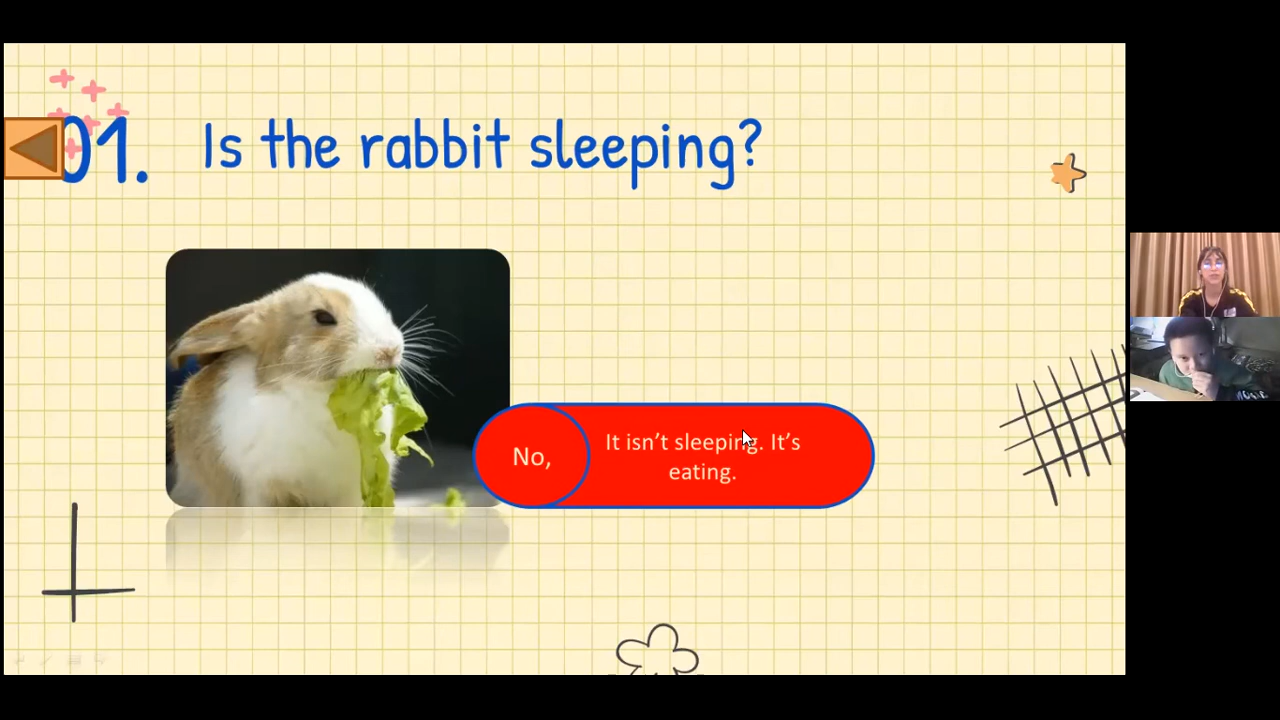 01. Is the rabbit sleeping?
No,
It isn't sleeping. It's
eating.